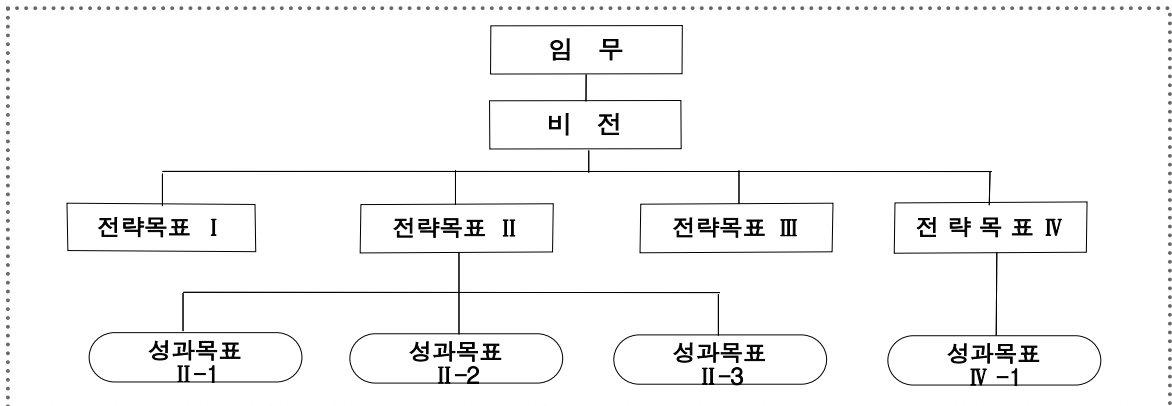 임 무
비 전
전략목표 Ⅰ
전략목표 Ⅱ
전략목표 Ⅲ
전 략 목 표 Ⅳ
성과목표
Ⅱ-1
성과목표
Ⅱ-2
성과목표
Ⅱ-3
성과목표
Ⅳ -1